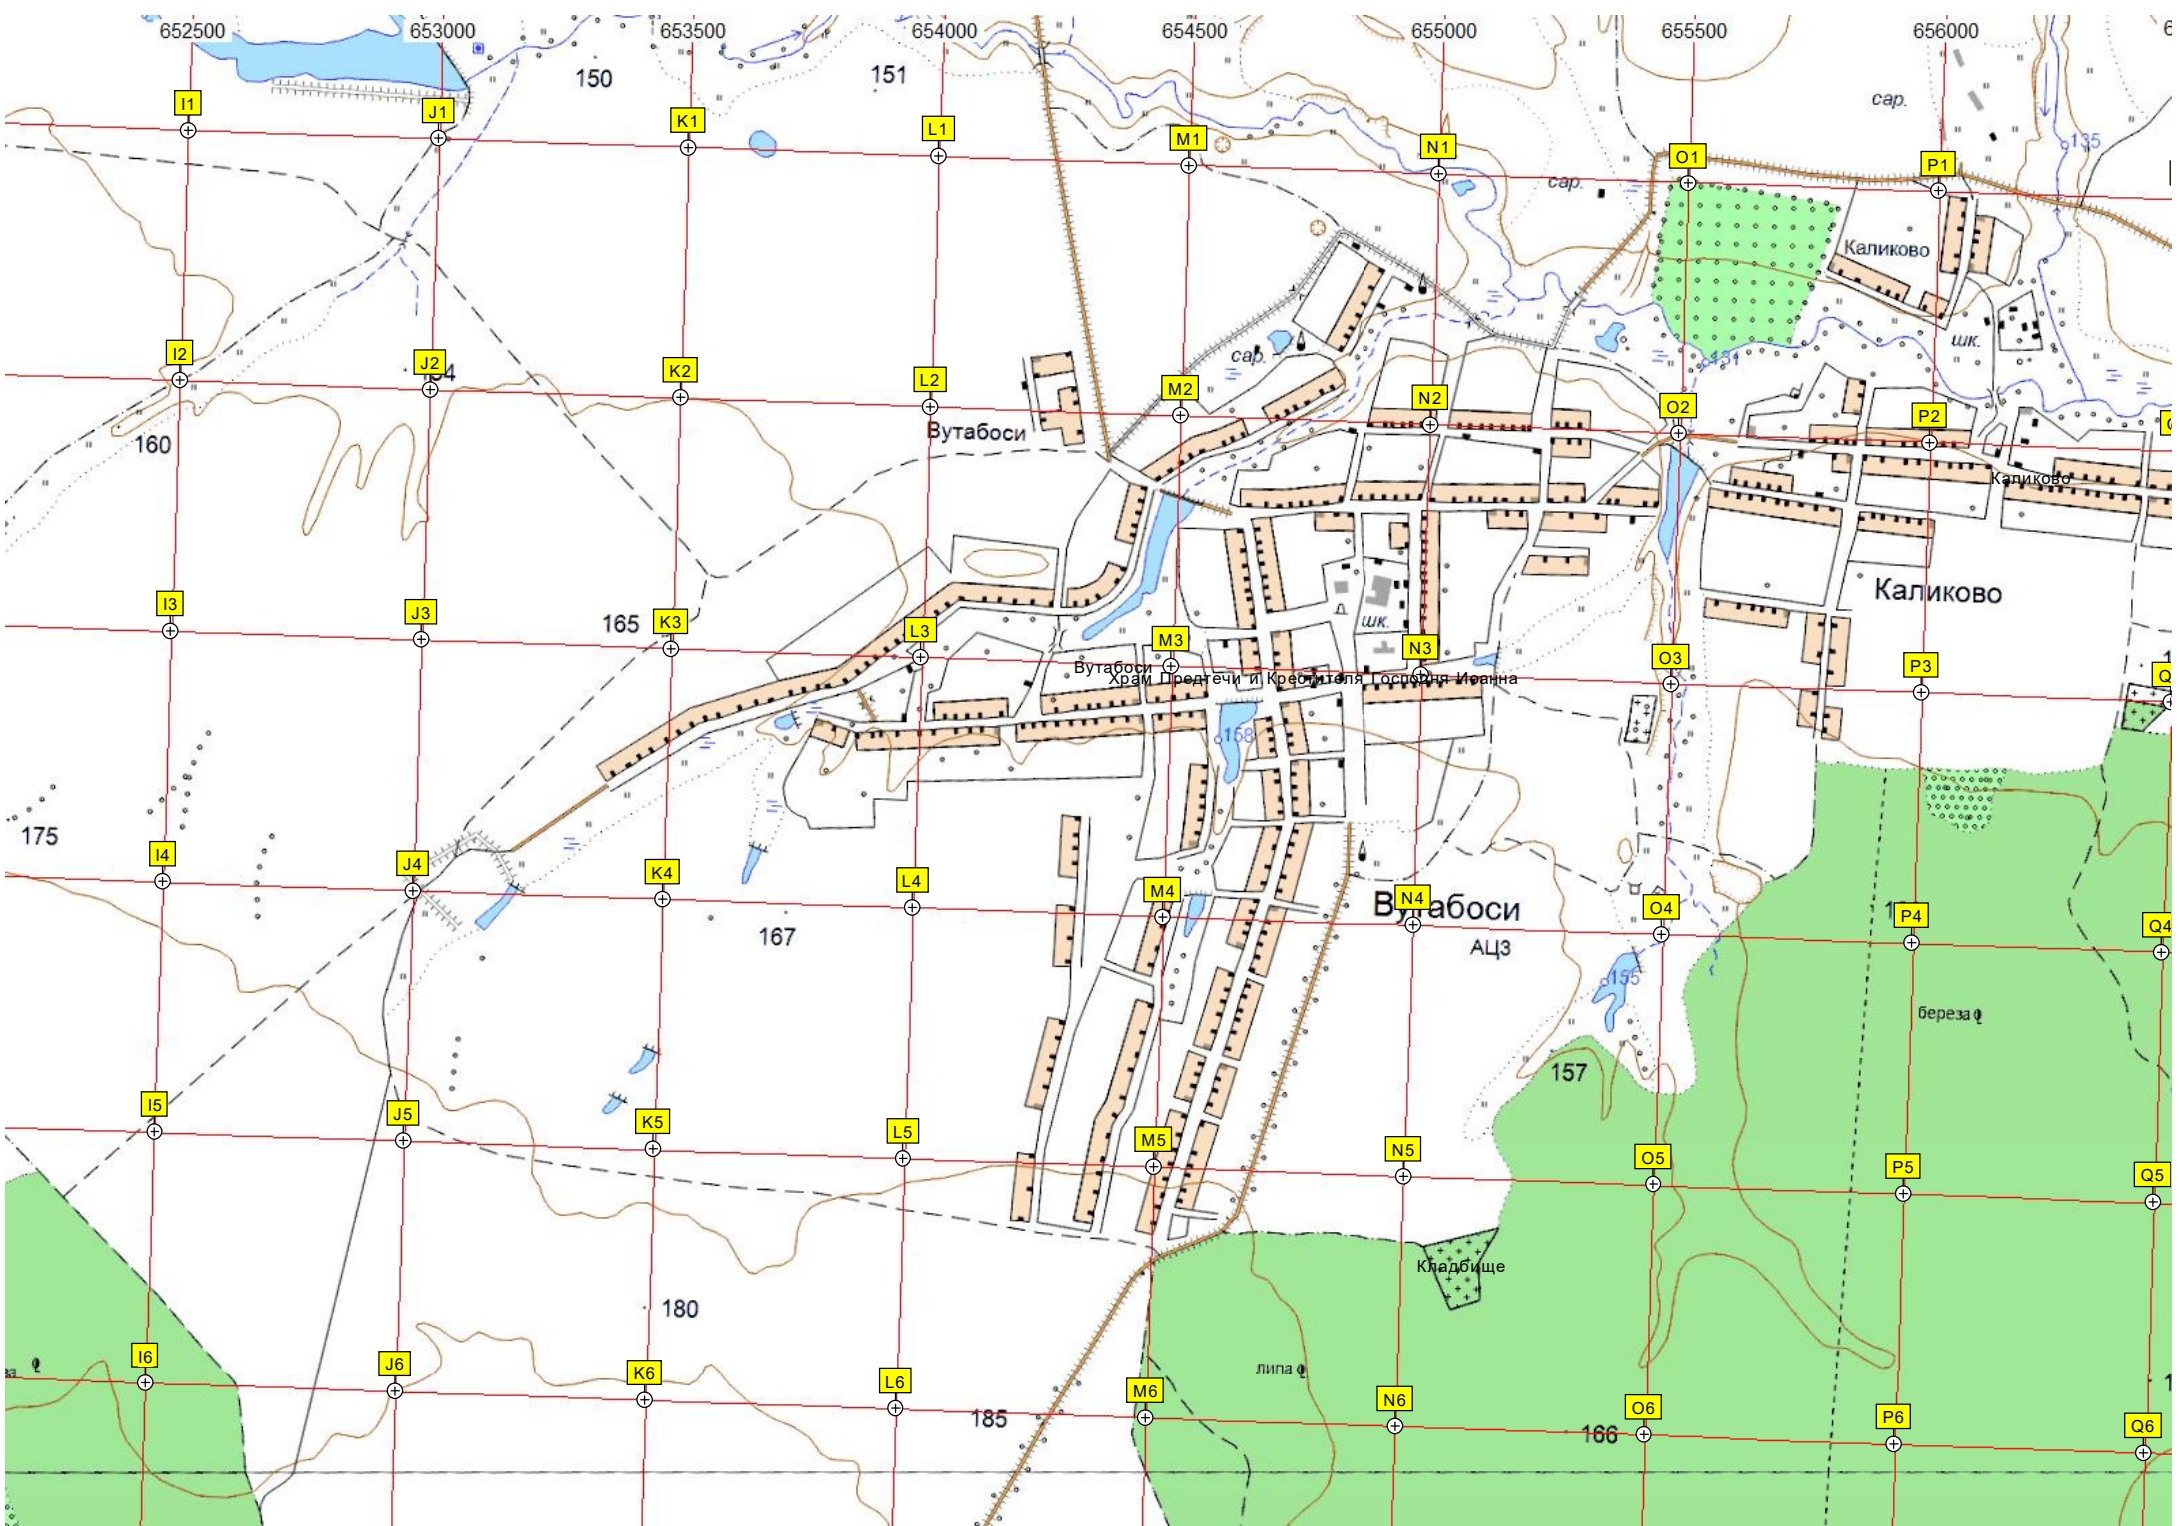 652500 653000 653500 654000 654500 655000 655500 656000
150 151 сар.
I1 J1 K1 L1 M1 N1 O1 P1
135
сар.
Каликово
сар. шк.
131
I2 J2 K2 L2 M2 N2 O2 P2
160 Вутабоси
Каликово
Каликово
I3 J3 165 K3 L3 M3 шк. N3 O3 P3 Q
Вутабоси
Храм Предтечи и Крестителя Господня Иоанна
158
175
I4 J4 K4 L4 M4 N4 O4 P4 Q4
167 Вутабоси
АЦЗ
155
береза
157
I5 J5 K5 L5 M5 N5 O5 P5 Q5
Кладбище
180
липа
I6 J6 K6 L6 M6 N6 O6 P6 Q6
185 166